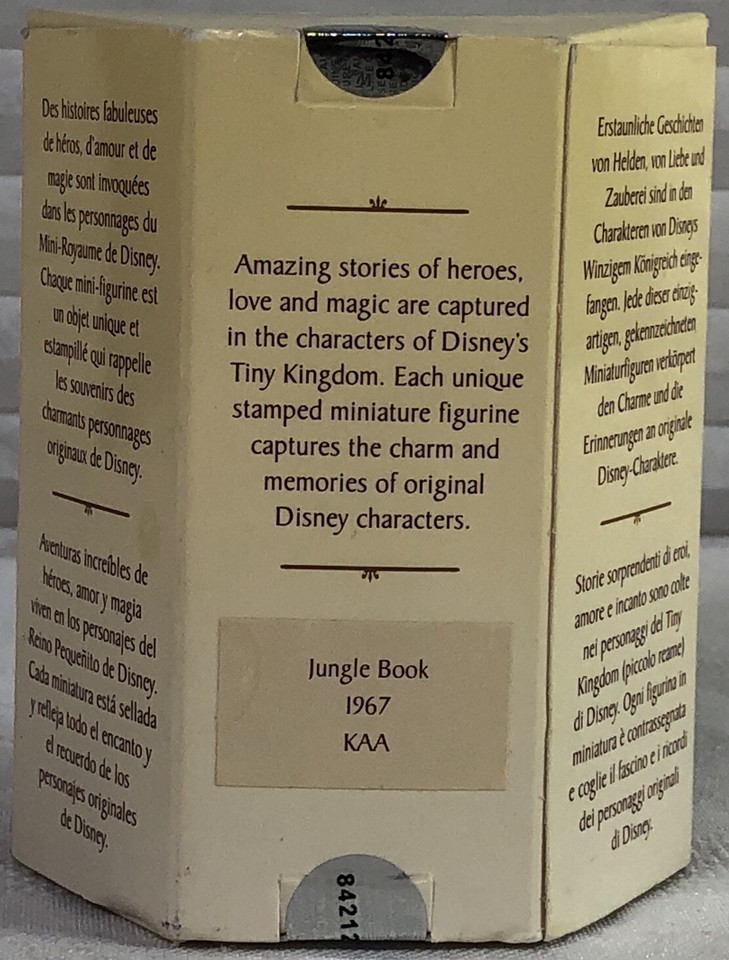 Des histoires fabuleuses
de héros, d'amour et de
magie sont invoquées
dans les personnages du
Mini-Royaume de Disney.
Chaque mini-figurine est
un objet unique et
estampillé qui rappelle
les souvenirs des
charmants personnages
originaux de Disney.
Aventuras increíbles de
héroes, amor y magia
viven en los personajes del
Reino Pequeñito de Disney.
Cada miniatura está sellada
y refleja todo el encanto y
el recuerdo de los
personajes originales
de Disney.
Amazing stories of heroes,
love and magic are captured
in the characters of Disney's
Tiny Kingdom. Each unique
stamped miniature figurine
captures the charm and
memories of original
Disney characters.
Jungle Book
1967
KAA
84212
Erstaunliche Geschichten
von Helden, von Liebe und
Zauberei sind in den
Charakteren von Disneys
Winzigem Königreich einge-
fangen. Jede dieser einzig-
artigen, gekennzeichneten
Miniaturfiguren verkörpert
den Charme und die
Erinnerungen an originale
Disney-Charaktere.
Storie sorprendenti di eroi,
amore e incanto sono colte
nei personaggi del Tiny
Kingdom (piccolo reame)
di Disney. Ogni figurina in
miniatura è contrassegnata
e coglie il fascino e i ricordi
dei personaggi originali
di Disney.